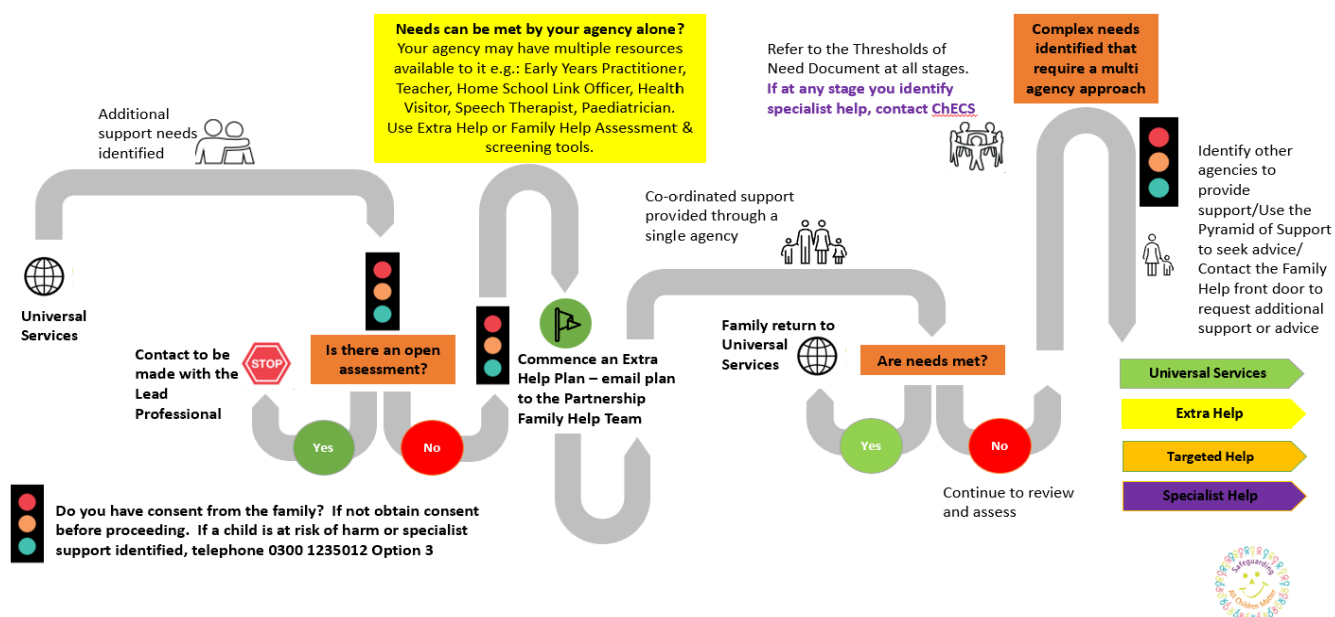 Additional
support needs
identified
Universal
Services
Contact to be
made with the
Lead
Professional
STOP
Is there an open
assessment?
Yes
No
Needs can be met by your agency alone?
Your agency may have multiple resources
available to it e.g.: Early Years Practitioner,
Teacher, Home School Link Officer, Health
Visitor, Speech Therapist, Paediatrician.
Use Extra Help or Family Help Assessment &
screening tools.
Commence an Extra
Help Plan – email plan
to the Partnership
Family Help Team
Co-ordinated support
provided through a
single agency
Refer to the Thresholds of
Need Document at all stages.
If at any stage you identify
specialist help, contact ChECS
Family return to
Universal
Services
Are needs met?
Yes
No
Continue to review
and assess
Complex needs
identified that
require a multi
agency approach
Identify other
agencies to
provide
support/Use the
Pyramid of Support
to seek advice/
Contact the Family
Help front door to
request additional
support or advice
Universal Services
Extra Help
Targeted Help
Specialist Help
Do you have consent from the family? If not obtain consent
before proceeding. If a child is at risk of harm or specialist
support identified, telephone 0300 1235012 Option 3
Safeguarding
All Children Matter